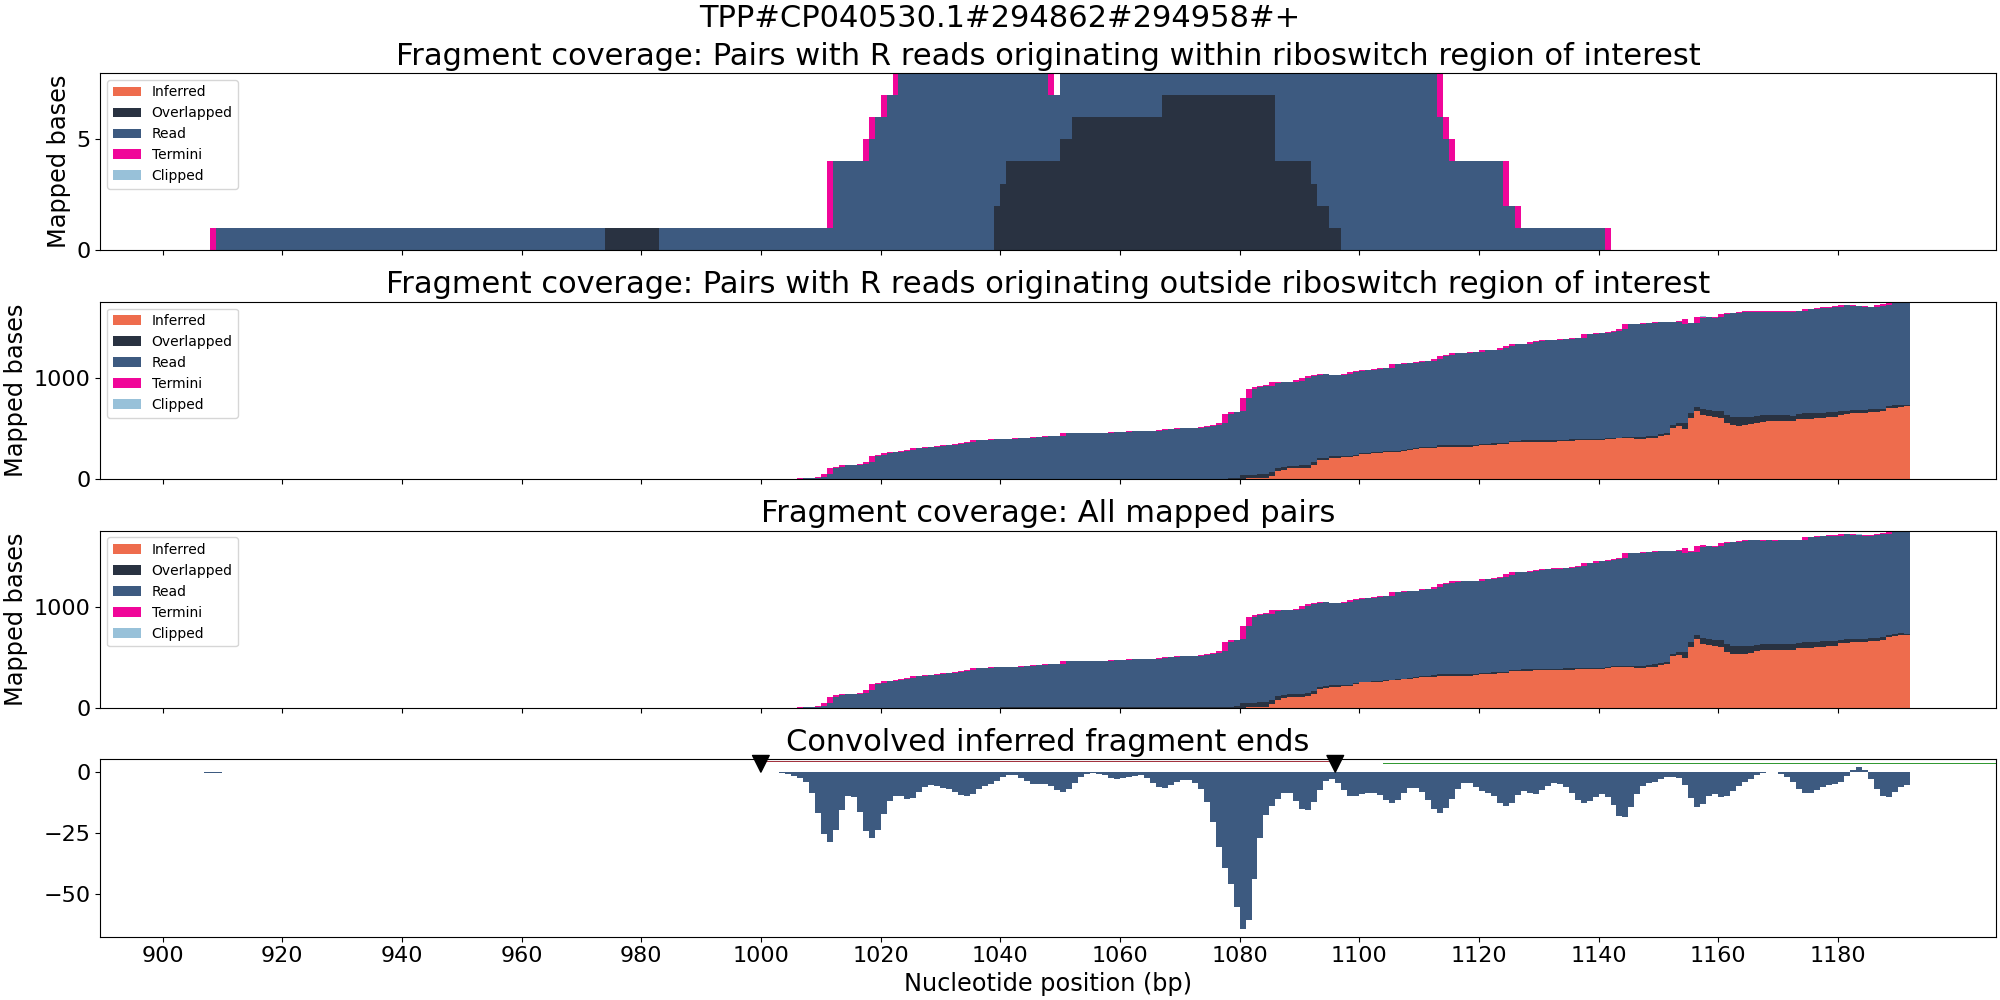 TPP#CP040530.1#294862#294958#+
Fragment coverage: Pairs with R reads originating within riboswitch region of interest
Mapped bases
5
0
Inferred
Overlapped
Read
Termini
Clipped
Fragment coverage: Pairs with R reads originating outside riboswitch region of interest
Mapped bases
1000
0
Inferred
Overlapped
Read
Termini
Clipped
Fragment coverage: All mapped pairs
Mapped bases
1000
0
Inferred
Overlapped
Read
Termini
Clipped
Convolved inferred fragment ends
0
−25
−50
900 920 940 960 980 1000 1020 1040 1060 1080 1100 1120 1140 1160 1180
Nucleotide position (bp)